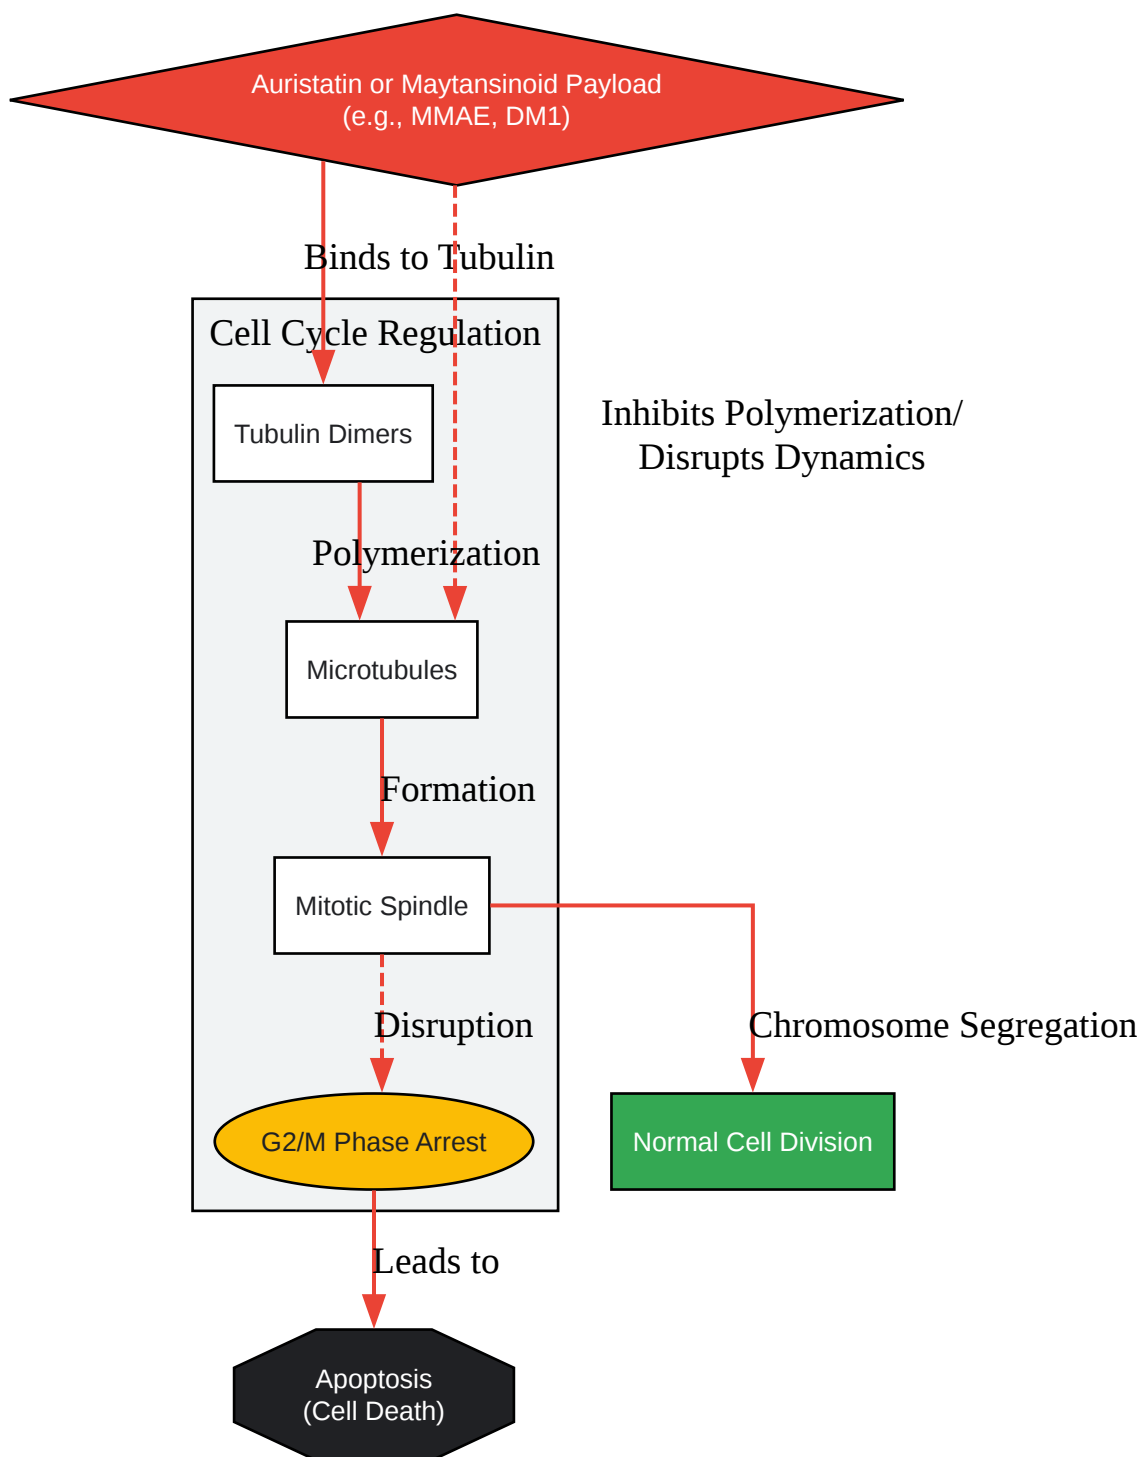 Auristatin or Maytansinoid Payload
(e.g., MMAE, DM1)
Binds to Tubulin
Cell Cycle Regulation
Tubulin Dimers
Inhibits Polymerization/
Disrupts Dynamics
Polymerization
Microtubules
Formation
Mitotic Spindle
Disruption
Chromosome Segregation
G2/M Phase Arrest
Normal Cell Division
Leads to
Apoptosis
(Cell Death)